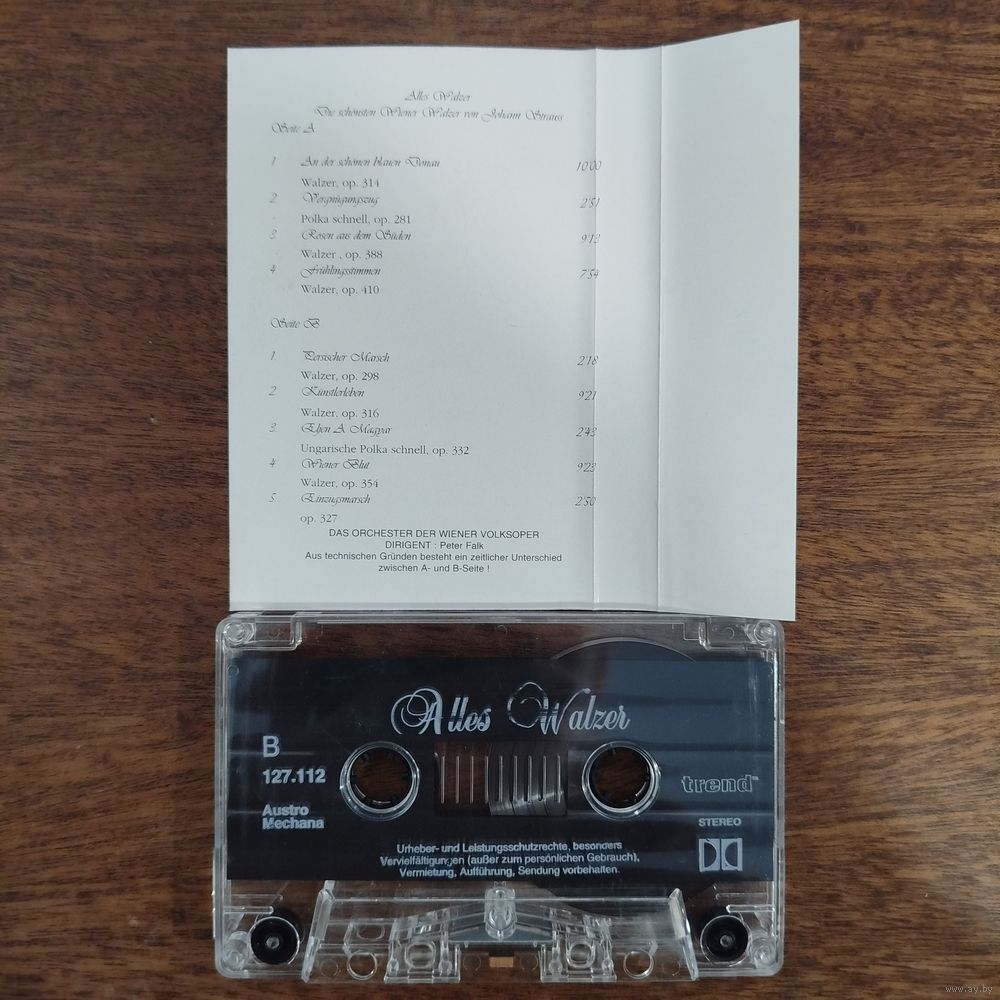 Alles Walzer
Die schönsten Wiener Walzer von Johann Strauss
Seite A
1. An der schönen blauen Donau 10'00
Walzer, op. 314
2. Vergnügungszug 2'51
Polka schnell, op. 281
3. Rosen aus dem Süden 9'13
Walzer , op. 388
4. Frühlingsstimmen 7'54
Walzer, op. 410
Seite B
1. Persischer Marsch 2'18
Walzer, op. 298
2. Künstlerleben 9'21
Walzer, op. 316
3. Eljen A Magyar 2'43
Ungarische Polka schnell, op. 332
4. Wiener Blut 9'23
Walzer, op. 354
5. Einzugsmarsch 2'50
op. 327
DAS ORCHESTER DER WIENER VOLKSOPER
DIRIGENT : Peter Falk
Aus technischen Gründen besteht ein zeitlicher Unterschied
zwischen A- und B-Seite !
Alles Walzer
B
127.112
trend
Austro
Mechana
STEREO
Urheber- und Leistungsschutzrechte, besonders
Vervielfältigungen (außer zum persönlichen Gebrauch),
Vermietung, Aufführung, Sendung vorbehalten.
www.ay.by